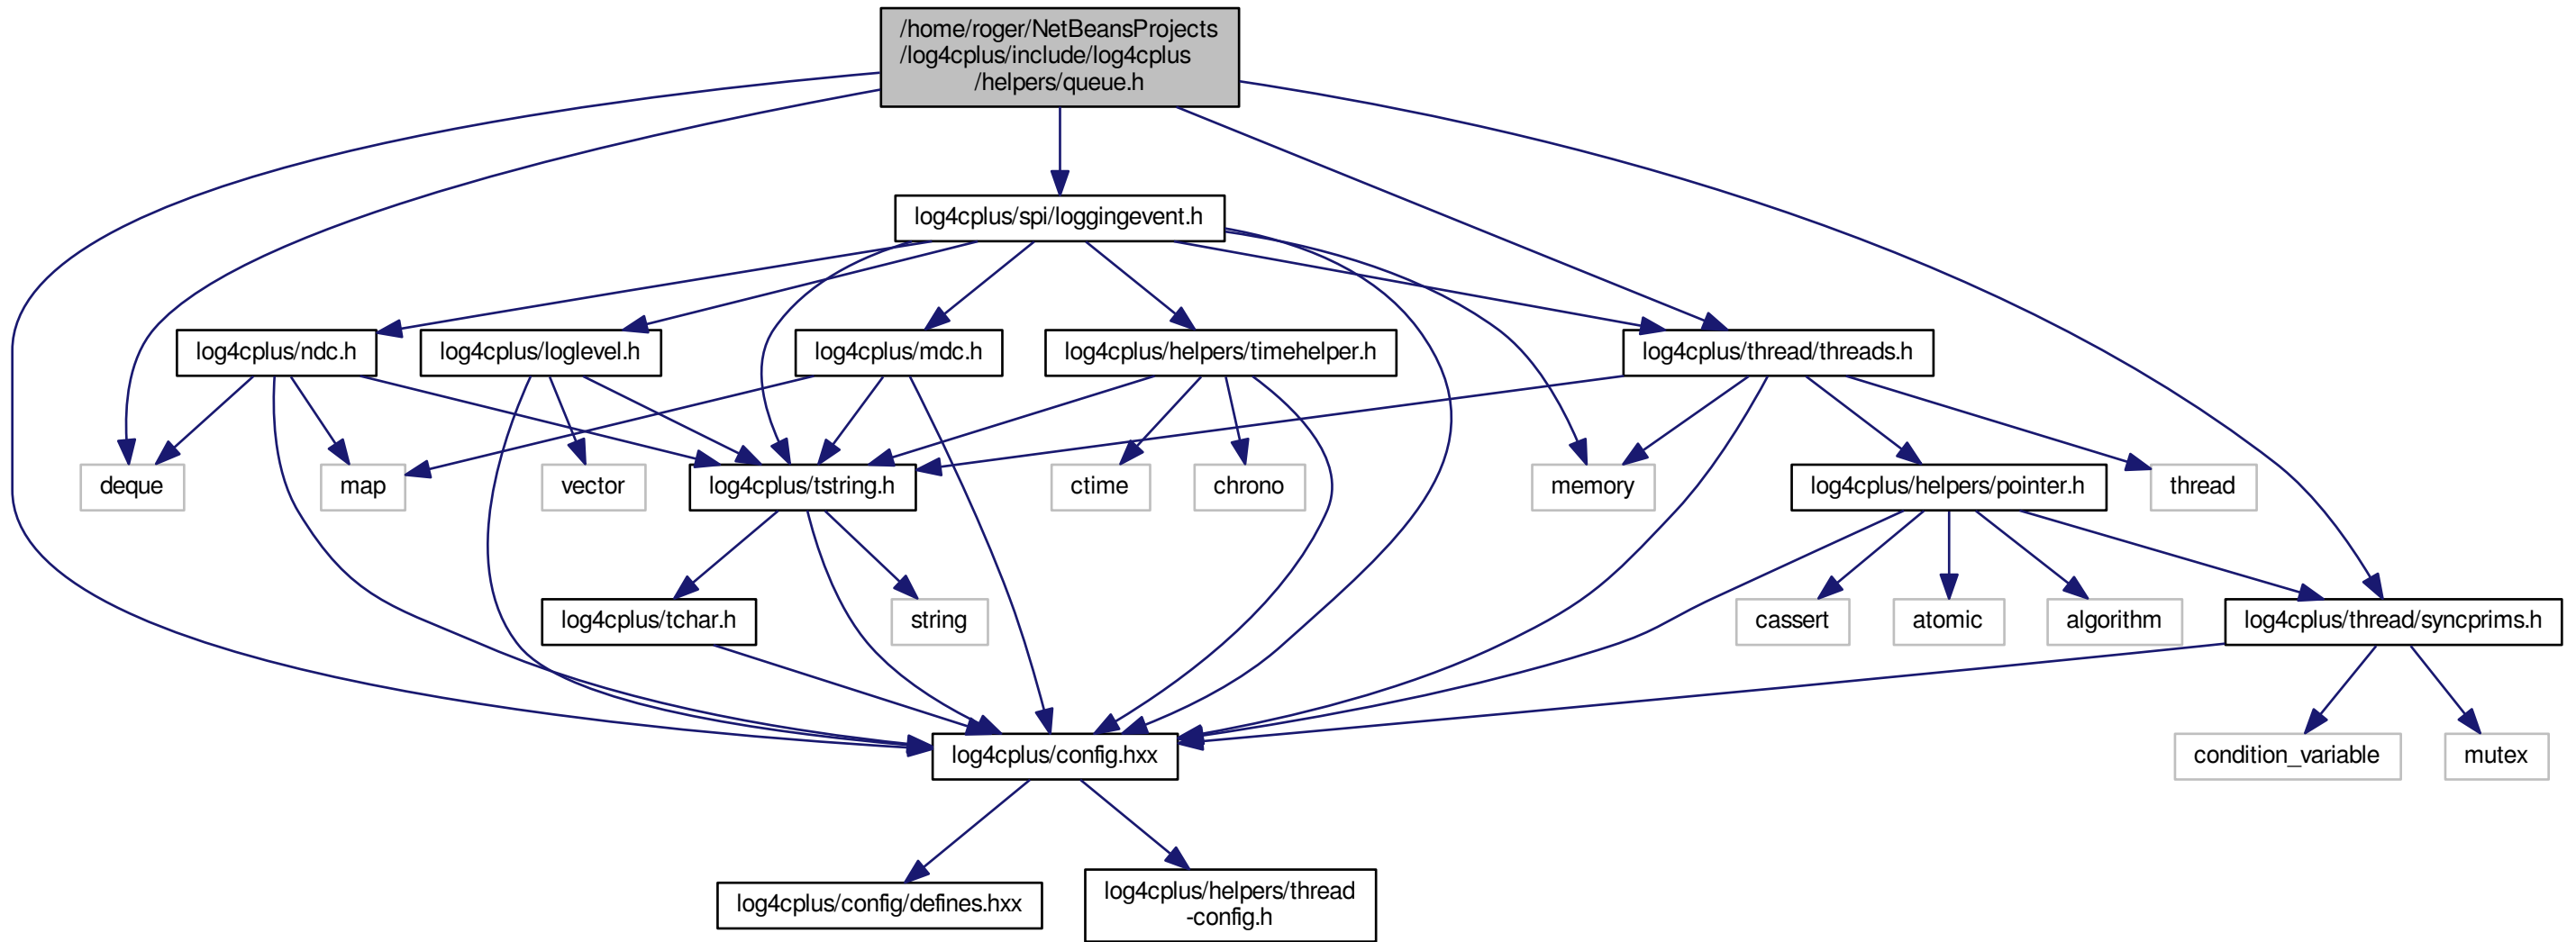 /home/roger/NetBeansProjects
/log4cplus/include/log4cplus
/helpers/queue.h
log4cplus/spi/loggingevent.h
log4cplus/ndc.h
log4cplus/loglevel.h
log4cplus/mdc.h
log4cplus/helpers/timehelper.h
log4cplus/thread/threads.h
deque
map
vector
log4cplus/tstring.h
ctime
chrono
memory
log4cplus/helpers/pointer.h
thread
log4cplus/tchar.h
string
cassert
atomic
algorithm
log4cplus/thread/syncprims.h
log4cplus/config.hxx
condition_variable
mutex
log4cplus/config/defines.hxx
log4cplus/helpers/thread
-config.h